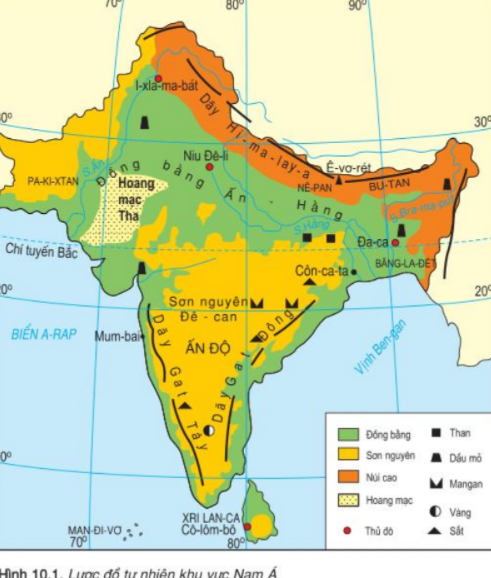 70°
80°
90°
I-xla-ma-bát
Dãy Hi-ma-lay-a
30°
30°
Niu Đê-li
Ê-vơ-rét
S.Ấn
Đồng bằng Ấn - Hằng
PA-KI-XTAN
Hoang
mạc
Tha
NÊ-PAN
BU-TAN
S.Hằng
Đa-ca
Chí tuyến Bắc
BĂNG-LA-ĐÉT
Côn-ca-ta
20°
20°
Sơn nguyên
Đê - can
BIỂN A-RAP
Mum-bai
ẤN ĐỘ
Dãy Gat Tây
Dãy Gat Đông
Vịnh Ben-gan
Đồng bằng
Than
Sơn nguyên
Dầu mỏ
Núi cao
Mangan
Hoang mạc
Vàng
Thủ đô
Sắt
XRI LAN-CA
Cô-lôm-bô
MAN-ĐI-VƠ
70°
80°
Hình 10.1. Lược đồ tự nhiên khu vực Nam Á